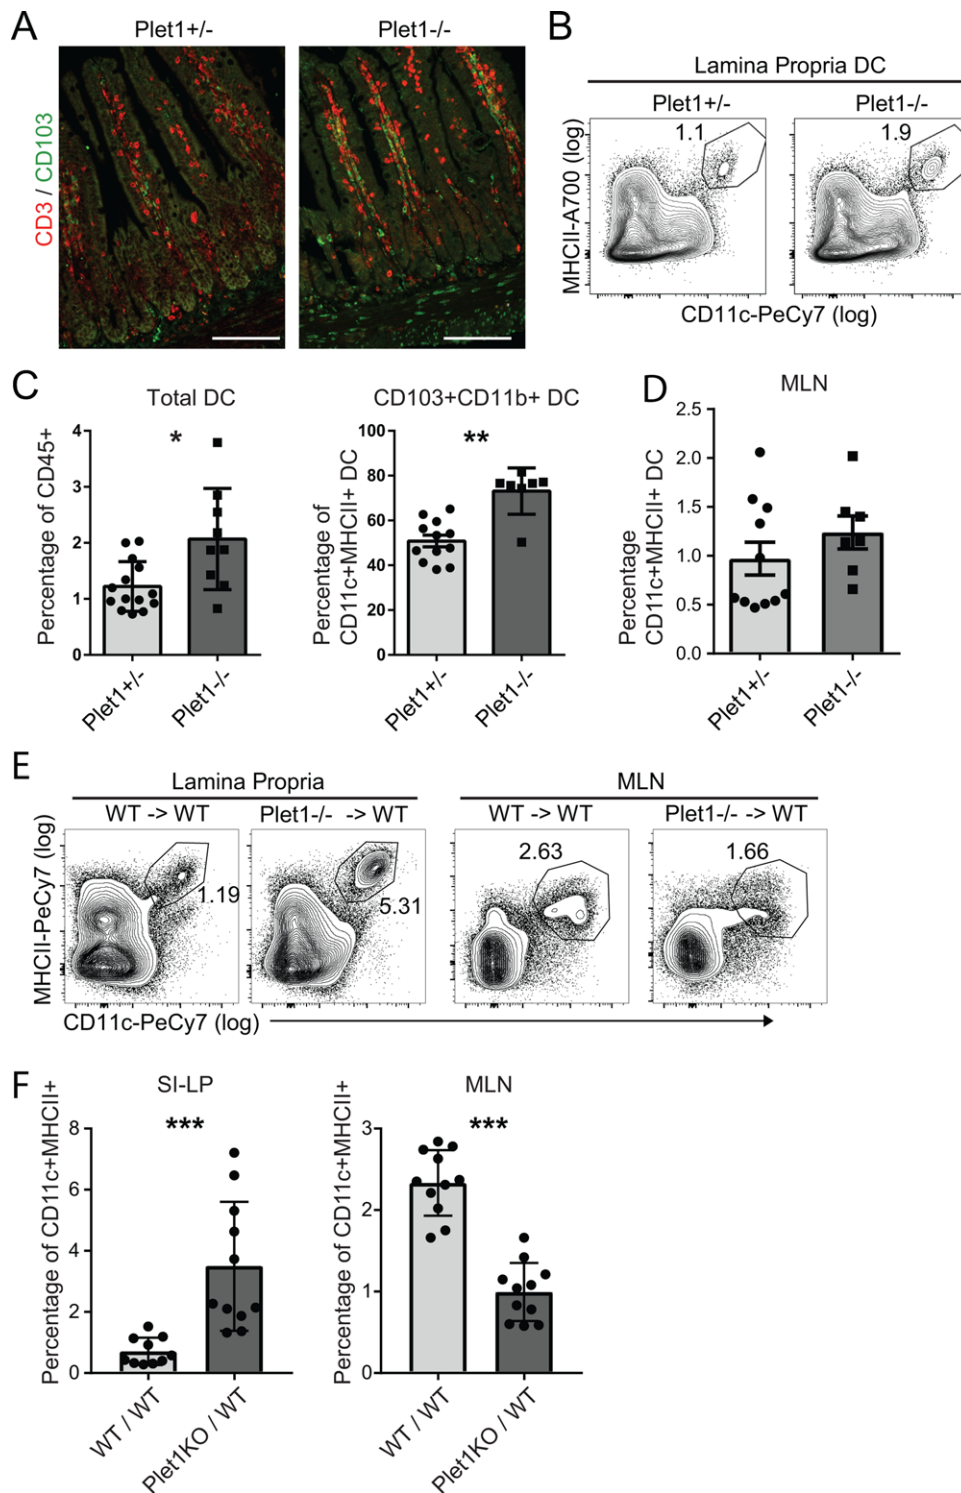 A
Plet1+/-
Plet1-/-
CD3 / CD103
B
Lamina Propria DC
Plet1+/-
Plet1-/-
1.1
1.9
MHCII-A700 (log)
CD11c-PeCy7 (log)
C
Total DC
*
Percentage of CD45+
4
3
2
1
0
Plet1+/-
Plet1-/-
CD103+CD11b+ DC
**
Percentage of
CD11c+MHCII+ DC
100
80
60
40
20
0
Plet1+/-
Plet1-/-
D
MLN
Percentage
CD11c+MHCII+ DC
2.5
2.0
1.5
1.0
0.5
0.0
Plet1+/-
Plet1-/-
E
Lamina Propria
MLN
WT -> WT
Plet1-/- -> WT
WT -> WT
Plet1-/- -> WT
1.19
5.31
2.63
1.66
MHCII-PeCy7 (log)
CD11c-PeCy7 (log)
F
SI-LP
***
Percentage of CD11c+MHCII+
8
6
4
2
0
WT / WT
Plet1KO / WT
MLN
***
Percentage of CD11c+MHCII+
3
2
1
0
WT / WT
Plet1KO / WT